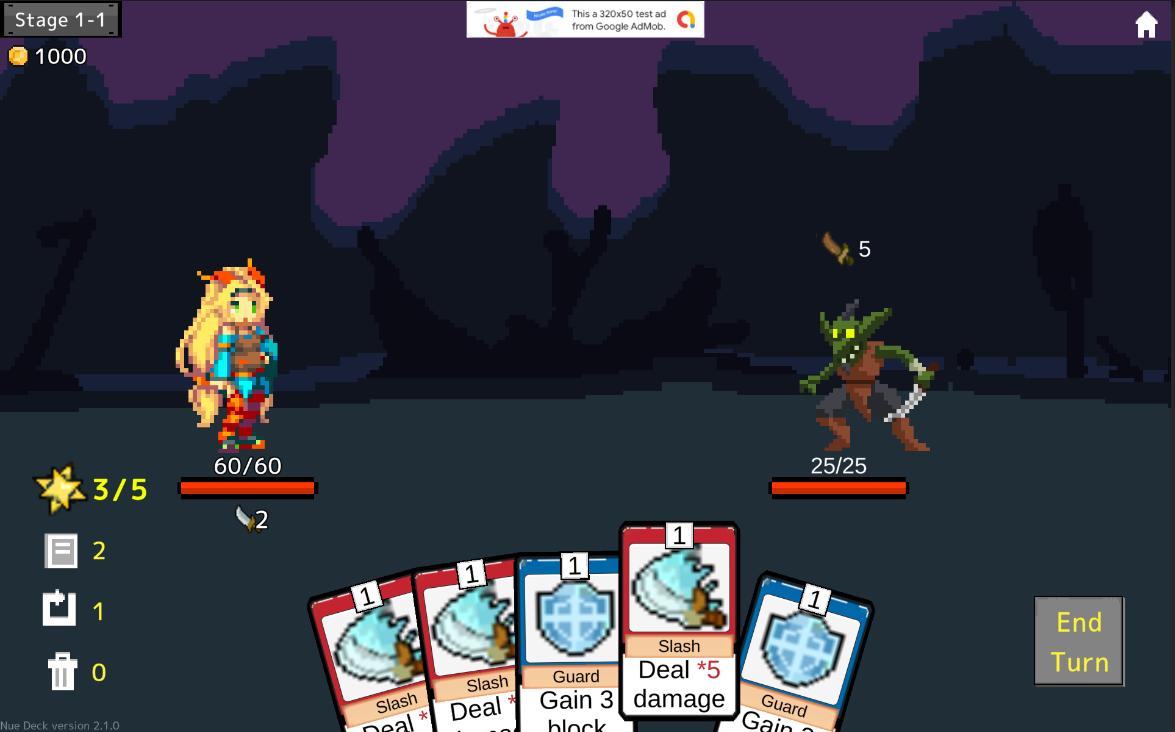 Stage 1-1
This a 320x50 test ad
from Google AdMob.
1000
5
60/60
25/25
3/5
2
2
1
0
1
Slash
Deal *
1
Slash
Deal *
1
Guard
Gain 3
block
1
Slash
Deal *5
damage
1
Guard
Gain
End
Turn
Nue Deck version 2.1.0